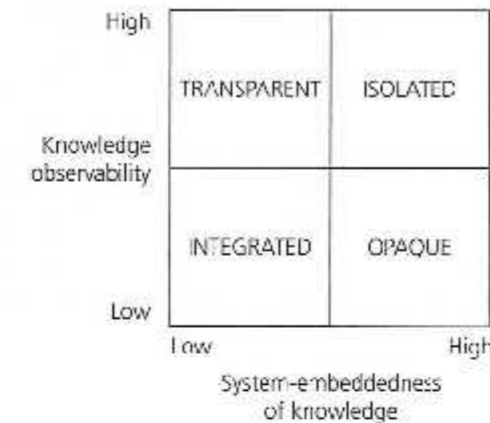 High
TRANSPARENT ISOLATED
Knowledge
observability
INTEGRATED OPAQUE
Low
Low High
System-embeddedness
of knowledge